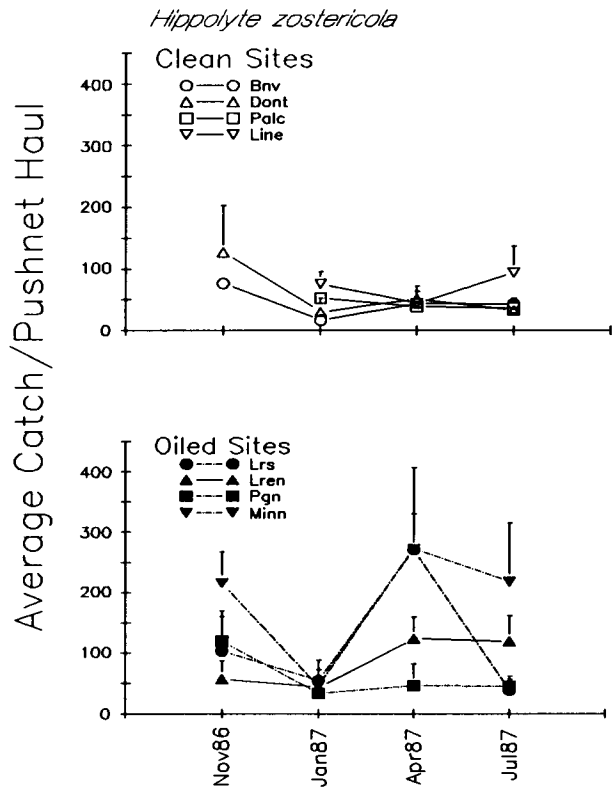 Hippolyte zostericola
Average Catch/Pushnet Haul
Clean Sites
Bnv
Dont
Palc
Line
450
400
300
200
100
0
Oiled Sites
Lrs
Lren
Pgn
Minn
400
300
200
100
0
Nov86
Jan87
Apr87
Jul87